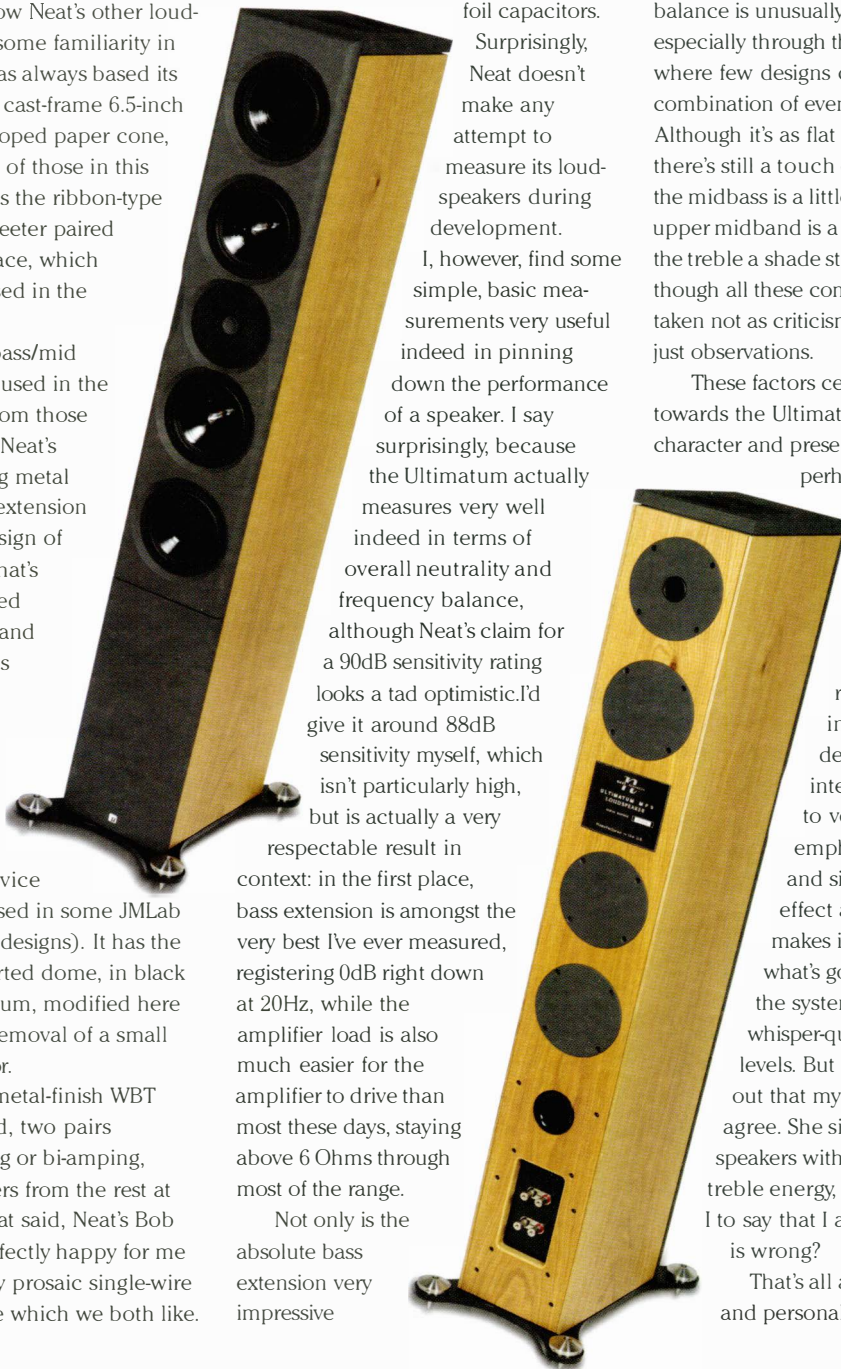 ow Neat's other loud-
some familiarity in
as always based its
cast-frame 6.5-inch
oped paper cone,
of those in this
s the ribbon-type
eeter paired
ace, which
sed in the
bass/mid
used in the
om those
Neat's
g metal
extension
sign of
hat's
ed
and
s
vice
sed in some JMLab
designs). It has the
rted dome, in black
um, modified here
emoval of a small
or.
metal-finish WBT
d, two pairs
g or bi-amping,
ers from the rest at
at said, Neat's Bob
fectly happy for me
y prosaic single-wire
e which we both like.
foil capacitors.
Surprisingly,
Neat doesn't
make any
attempt to
measure its loud-
speakers during
development.
I, however, find some
simple, basic mea-
surements very useful
indeed in pinning
down the performance
of a speaker. I say
surprisingly, because
the Ultimatum actually
measures very well
indeed in terms of
overall neutrality and
frequency balance,
although Neat's claim for
a 90dB sensitivity rating
looks a tad optimistic.I'd
give it around 88dB
sensitivity myself, which
isn't particularly high,
but is actually a very
respectable result in
context: in the first place,
bass extension is amongst the
very best I've ever measured,
registering 0dB right down
at 20Hz, while the
amplifier load is also
much easier for the
amplifier to drive than
most these days, staying
above 6 Ohms through
most of the range.
Not only is the
absolute bass
extension very
impressive
balance is unusually
especially through th
where few designs
combination of ever
Although it's as flat
there's still a touch
the midbass is a little
upper midband is a
the treble a shade st
though all these con
taken not as criticism
just observations.
These factors ce
towards the Ultimat
character and prese
perh
r
in
de
inte
to ve
emph
and si
effect a
makes i
what's go
the syster
whisper-qu
levels. But
out that my
agree. She si
speakers with
treble energy,
I to say that I a
is wrong?
That's all a
and persona
n
ULTIMATUM MFS
LOUDSPEAKER